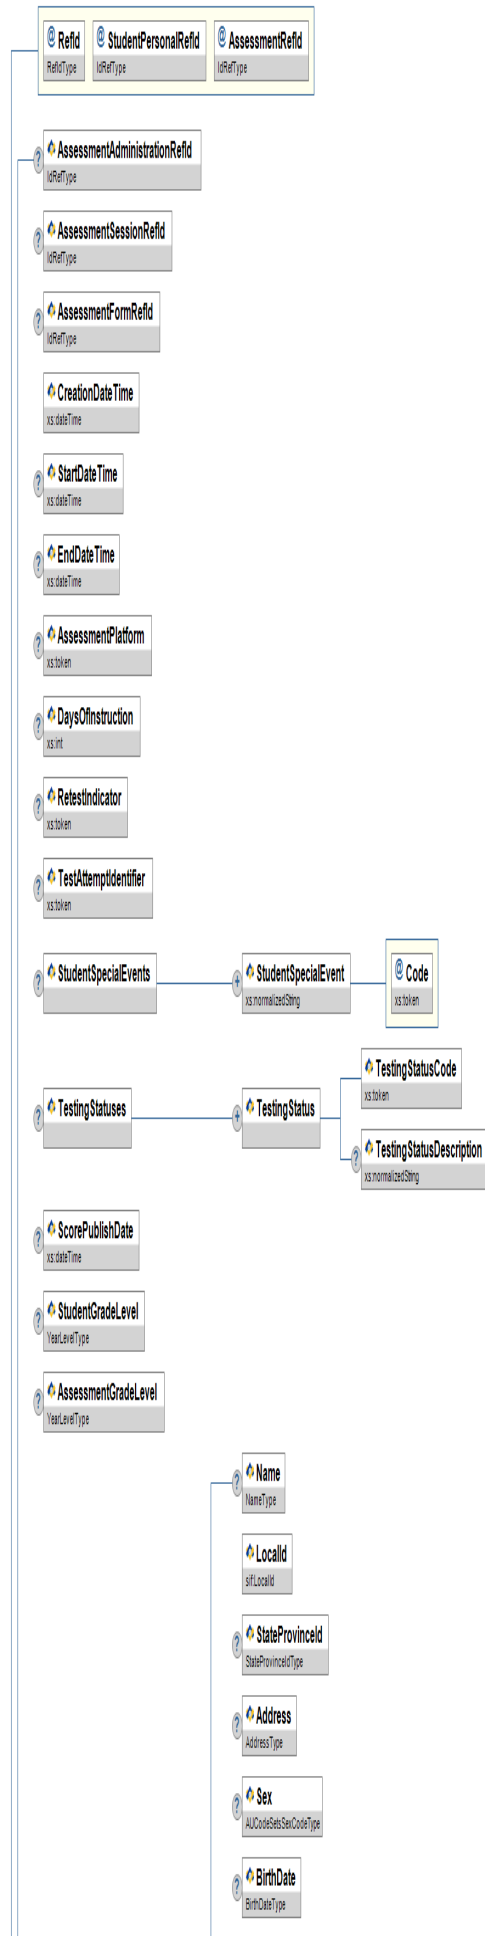 @ RefId
RefIdType
@ StudentPersonalRefId
IdRefType
@ AssessmentRefId
IdRefType
? AssessmentAdministrationRefId
IdRefType
? AssessmentSessionRefId
IdRefType
? AssessmentFormRefId
IdRefType
CreationDateTime
xs:dateTime
? StartDateTime
xs:dateTime
? EndDateTime
xs:dateTime
? AssessmentPlatform
xs:token
? DaysOfInstruction
xs:int
? RetestIndicator
xs:token
? TestAttemptIdentifier
xs:token
? StudentSpecialEvents
+ StudentSpecialEvent
xs:normalizedString
@ Code
xs:token
? TestingStatuses
+ TestingStatus
TestingStatusCode
xs:token
? TestingStatusDescription
xs:normalizedString
? ScorePublishDate
xs:dateTime
? StudentGradeLevel
YearLevelType
? AssessmentGradeLevel
YearLevelType
? Name
NameType
LocalId
sif:LocalId
? StateProvinceId
StateProvinceIdType
? Address
AddressType
? Sex
AUCodeSetsSexCodeType
? BirthDate
BirthDateType